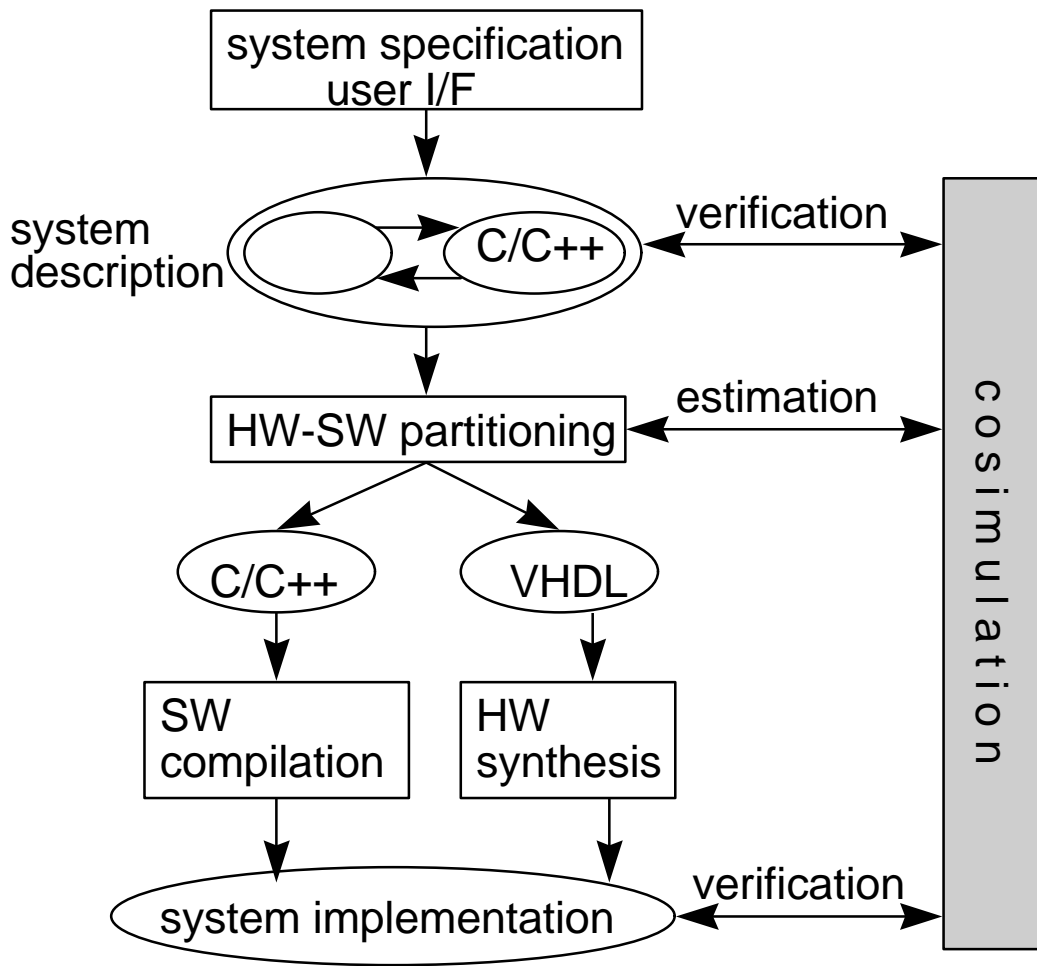 system specification
user I/F
system
description
C/C++
verification
HW-SW partitioning
estimation
C/C++
VHDL
SW
compilation
HW
synthesis
system implementation
verification
cosimulation